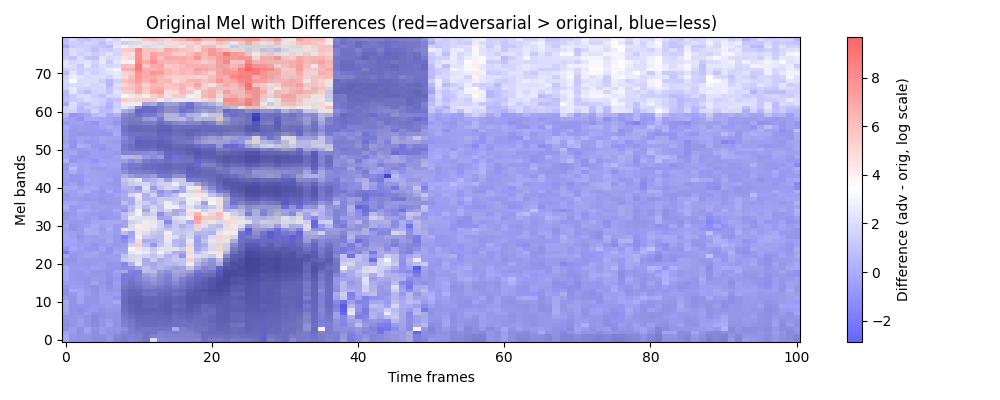 Original Mel with Differences (red=adversarial > original, blue=less)
Mel bands
70
60
50
40
30
20
10
0
0 20 40 60 80 100
Time frames
8
6
4
2
0
−2
Difference (adv - orig, log scale)